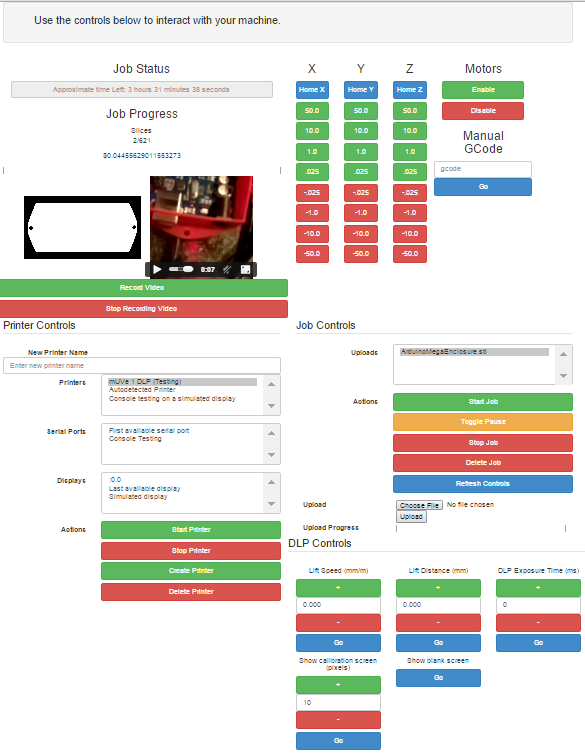 Use the controls below to interact with your machine.
Job Status
Approximate time Left: 3 hours 31 minutes 38 seconds
Job Progress
Slices
2/621
$0.04455629011553273
0:07
Record Video
Stop Recording Video
X Y Z Motors
Home X Home Y Home Z Enable
50.0 50.0 50.0 Disable
10.0 10.0 10.0
1.0 1.0 1.0
.025 .025 .025
-.025 -.025 -.025
-1.0 -1.0 -1.0
-10.0 -10.0 -10.0
-50.0 -50.0 -50.0
Manual
GCode
gcode
Go
Printer Controls
New Printer Name
Enter new printer name
Printers
mUVe 1 DLP (Testing)
Autodetected Printer
Console testing on a simulated display
Serial Ports
First available serial port
Console Testing
Displays
:0.0
Last available display
Simulated display
Actions
Start Printer
Stop Printer
Create Printer
Delete Printer
Job Controls
Uploads
ArduinoMegaEnclosure.stl
Actions
Start Job
Toggle Pause
Stop Job
Delete Job
Refresh Controls
Upload
Choose File No file chosen
Upload
Upload Progress
DLP Controls
Lift Speed (mm/m) Lift Distance (mm) DLP Exposure Time (ms)
+ + +
0.000 0.000 0
- - -
Go Go Go
Show calibration screen
(pixels)
+
10
-
Go
Show blank screen
Go